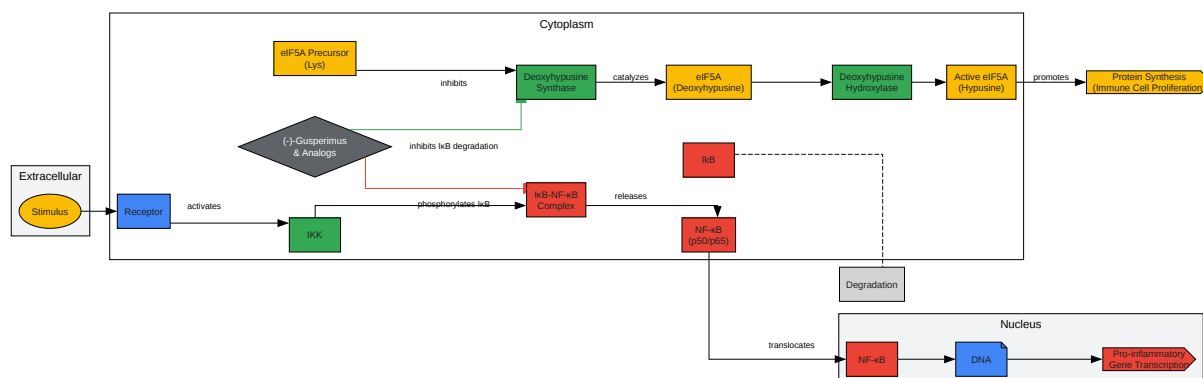 Cytoplasm
eIF5A Precursor
(Lys)
inhibits
Deoxyhypusine
Synthase
catalyzes
eIF5A
(Deoxyhypusine)
Deoxyhypusine
Hydroxylase
Active eIF5A
(Hypusine)
promotes
Protein Synthesis
(Immune Cell Proliferation)
(-)-Gusperimus
& Analogs
inhibits IκB degradation
IkB
Extracellular
Stimulus
Receptor
activates
IKK
phosphorylates IκB
IκB-NF-κB
Complex
releases
NF-κB
(p50/p65)
Degradation
translocates
Nucleus
NF-κB
DNA
Pro-inflammatory
Gene Transcription